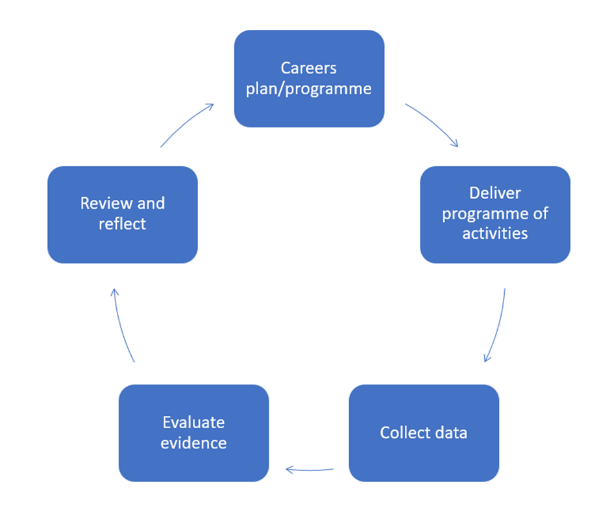 Careers
plan/programme
Deliver
programme of
activities
Collect data
Evaluate
evidence
Review and
reflect